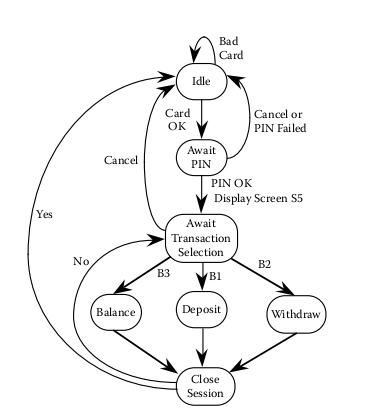 Bad
Card
Idle
Card
OK
Cancel or
PIN Failed
Await
PIN
Cancel
PIN OK
Display Screen S5
Yes
Await
Transaction
Selection
No
B3
B1
B2
Balance
Deposit
Withdraw
Close
Session